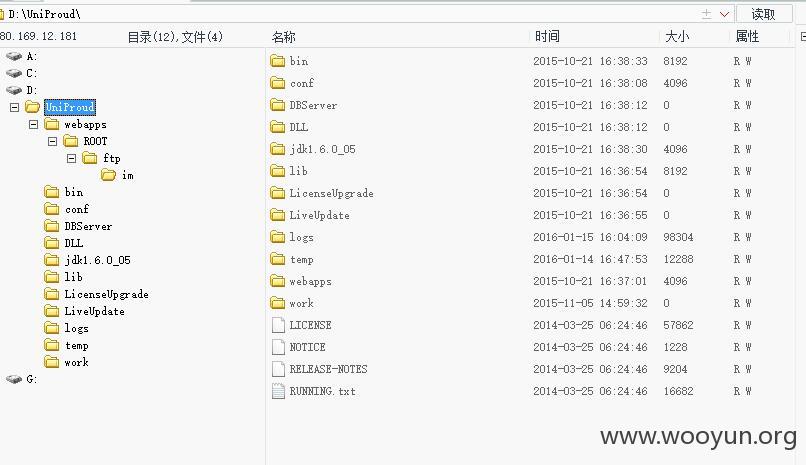 D:\UniProud\ 读取
80.169.12.181 目录(12),文件(4) 名称 时间 大小 属性
A:
C:
D:
UniProud
webapps
ROOT
ftp
im
bin
conf
DBServer
DLL
jdk1.6.0_05
lib
LicenseUpgrade
LiveUpdate
logs
temp
work
G:
bin 2015-10-21 16:38:33 8192 R W
conf 2015-10-21 16:38:08 4096 R W
DBServer 2015-10-21 16:38:12 0 R W
DLL 2015-10-21 16:38:12 0 R W
jdk1.6.0_05 2015-10-21 16:38:30 4096 R W
lib 2015-10-21 16:36:54 8192 R W
LicenseUpgrade 2015-10-21 16:36:54 0 R W
LiveUpdate 2015-10-21 16:36:55 0 R W
logs 2016-01-15 16:04:09 98304 R W
temp 2016-01-14 16:47:53 12288 R W
webapps 2015-10-21 16:37:01 4096 R W
work 2015-11-05 14:59:32 0 R W
LICENSE 2014-03-25 06:24:46 57862 R W
NOTICE 2014-03-25 06:24:46 1228 R W
RELEASE-NOTES 2014-03-25 06:24:46 9204 R W
RUNNING.txt 2014-03-25 06:24:46 16682 R W
www.wooyun.org